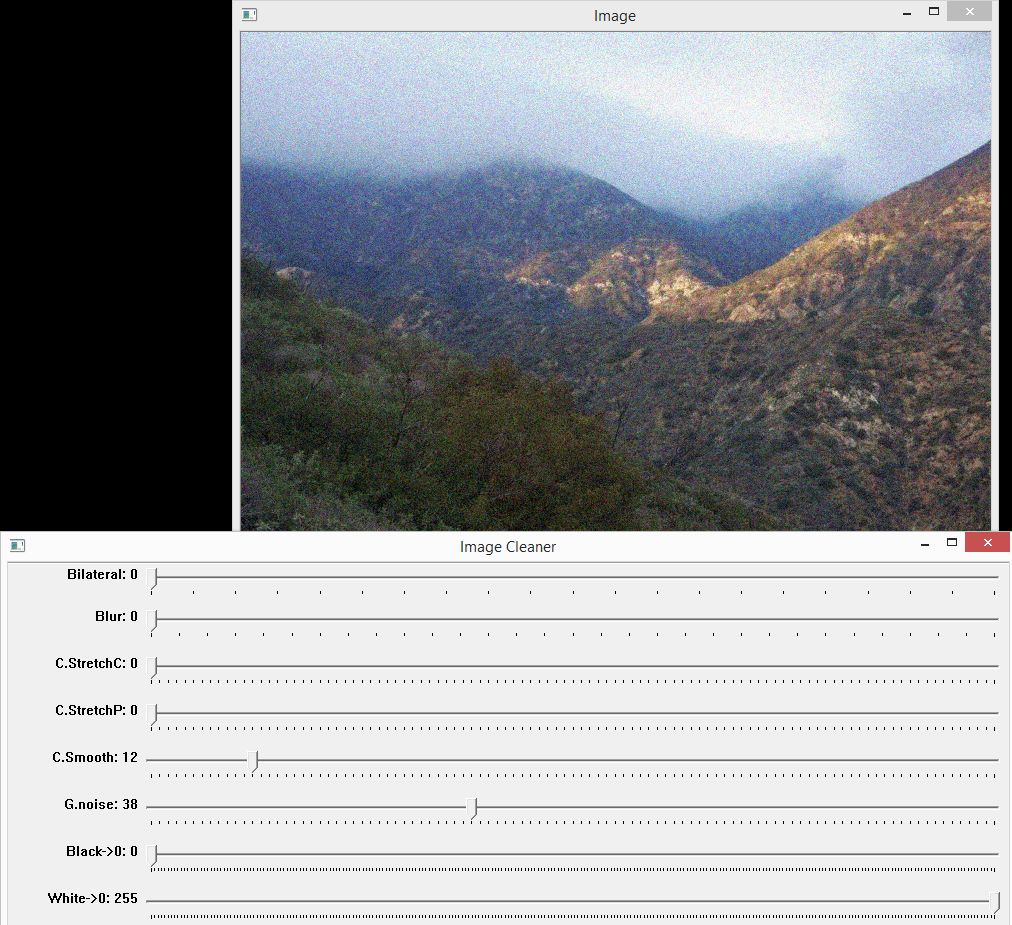 Image
Image Cleaner
Bilateral: 0
Blur: 0
C.StretchC: 0
C.StretchP: 0
C.Smooth: 12
G.noise: 38
Black->0: 0
White->0: 255